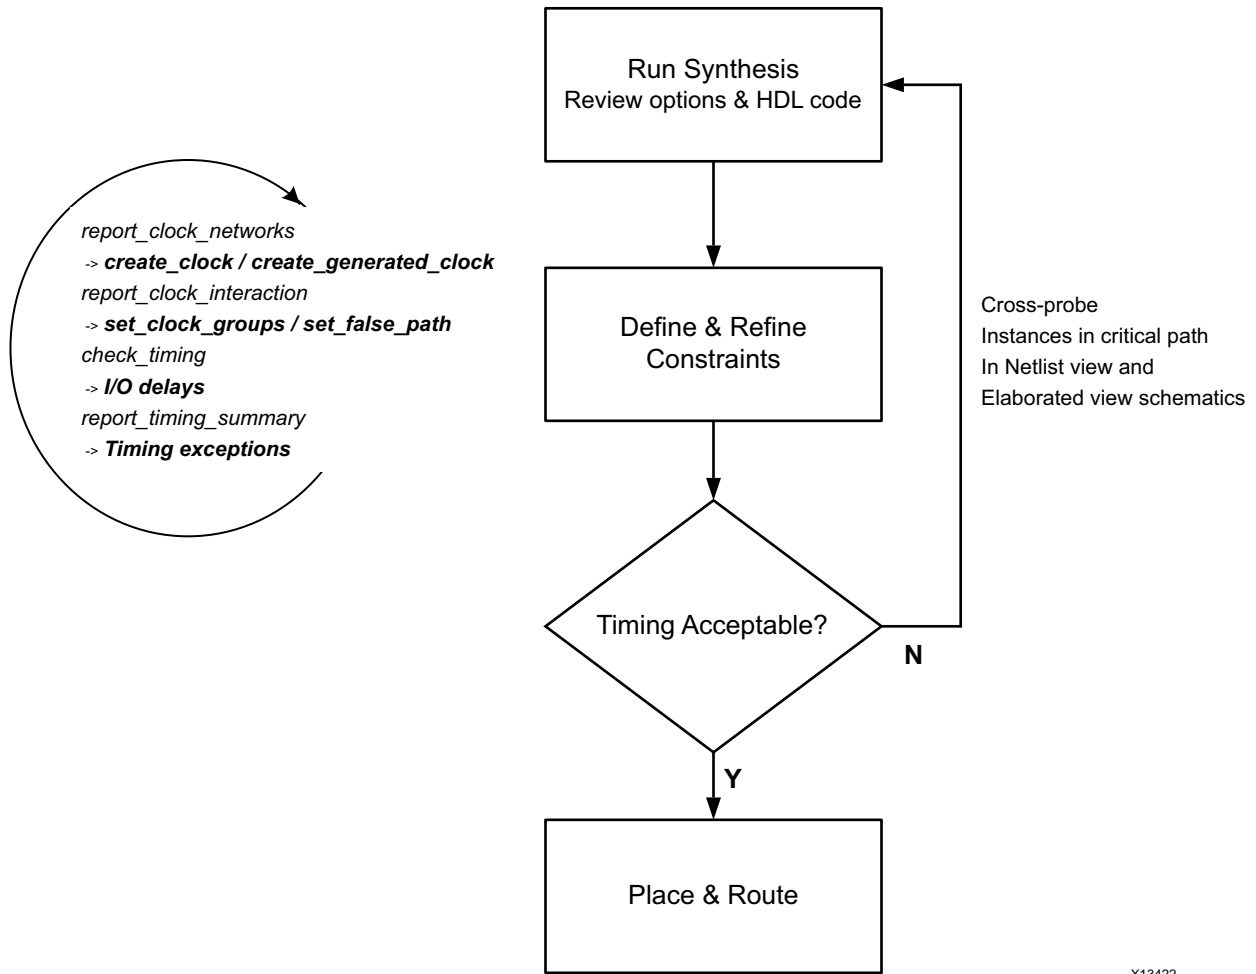 Run Synthesis
Review options & HDL code
report_clock_networks
-> create_clock / create_generated_clock
report_clock_interaction
-> set_clock_groups / set_false_path
check_timing
-> I/O delays
report_timing_summary
-> Timing exceptions
Define & Refine
Constraints
Cross-probe
Instances in critical path
In Netlist view and
Elaborated view schematics
Timing Acceptable?
N
Y
Place & Route
X13422